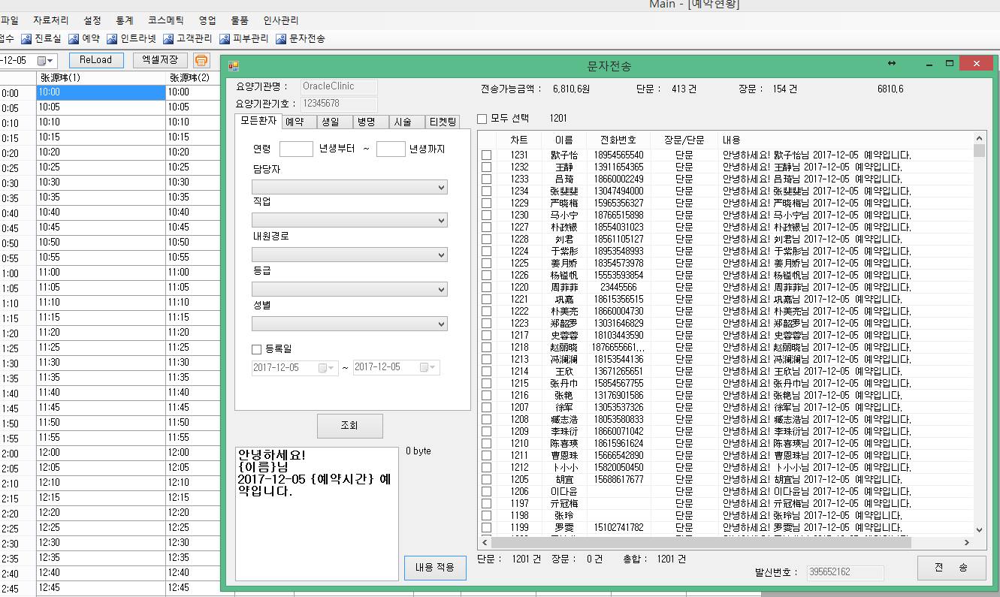 Main - [예약현황]
파일 자료처리 설정 통계 코스메틱 영업 물품 인사관리
접수 진료실 예약 인트라넷 고객관리 피부관리 문자전송
-12-05 ReLoad 엑셀저장
张源玮(1) 张源玮(2)
0:00 10:00 10:00
0:05 10:05 10:05
0:10 10:10 10:10
0:15 10:15 10:15
0:20 10:20 10:20
0:25 10:25 10:25
0:30 10:30 10:30
0:35 10:35 10:35
0:40 10:40 10:40
0:45 10:45 10:45
0:50 10:50 10:50
0:55 10:55 10:55
1:00 11:00 11:00
1:05 11:05 11:05
1:10 11:10 11:10
1:15 11:15 11:15
1:20 11:20 11:20
1:25 11:25 11:25
1:30 11:30 11:30
1:35 11:35 11:35
1:40 11:40 11:40
1:45 11:45 11:45
1:50 11:50 11:50
1:55 11:55 11:55
2:00 12:00 12:00
2:05 12:05 12:05
2:10 12:10 12:10
2:15 12:15 12:15
2:20 12:20 12:20
2:25 12:25 12:25
2:30 12:30 12:30
2:35 12:35 12:35
2:40 12:40 12:40
2:45 12:45 12:45
문자전송
요양기관명 : OracleClinic
요양기관기호 : 12345678
모든환자 예약 생일 병명 시술 티켓팅
연령 년생부터 ~ 년생까지
담당자
직업
내원경로
등급
성별
등록일
2017-12-05 ~ 2017-12-05
조회
안녕하세요!
{이름}님
2017-12-05 {예약시간} 예
약입니다.
0 byte
내용 적용
전송가능금액 : 6,810.6원 단문 : 413 건 장문 : 154 건 6810.6
모두 선택 1201
차트 이름 전화번호 장문/단문 내용
1231 歇子怡 18954565540 단문 안녕하세요! 歇子怡님 2017-12-05 예약입니다.
1232 王静 13911654365 단문 안녕하세요! 王静님 2017-12-05 예약입니다.
1233 吕琦 18660002249 단문 안녕하세요! 吕琦님 2017-12-05 예약입니다.
1234 张斐斐 13047494000 단문 안녕하세요! 张斐斐님 2017-12-05 예약입니다.
1229 严晓梅 15965356327 단문 안녕하세요! 严晓梅님 2017-12-05 예약입니다.
1230 马小宁 18766515898 단문 안녕하세요! 马小宁님 2017-12-05 예약입니다.
1227 朴政银 18554031023 단문 안녕하세요! 朴政银님 2017-12-05 예약입니다.
1228 刘君 18561105127 단문 안녕하세요! 刘君님 2017-12-05 예약입니다.
1224 于紫彤 18953548993 단문 안녕하세요! 于紫彤님 2017-12-05 예약입니다.
1225 姜月娇 18354573978 단문 안녕하세요! 姜月娇님 2017-12-05 예약입니다.
1226 杨镒帆 15553593854 단문 안녕하세요! 杨镒帆님 2017-12-05 예약입니다.
1220 周菲菲 23445566 단문 안녕하세요! 周菲菲님 2017-12-05 예약입니다.
1221 巩嘉 18615356515 단문 안녕하세요! 巩嘉님 2017-12-05 예약입니다.
1222 朴美亮 18660004730 단문 안녕하세요! 朴美亮님 2017-12-05 예약입니다.
1223 郑韶罗 13031646829 단문 안녕하세요! 郑韶罗님 2017-12-05 예약입니다.
1217 史蓉蓉 18103443590 단문 안녕하세요! 史蓉蓉님 2017-12-05 예약입니다.
1218 赵丽晓 1876655661... 단문 안녕하세요! 赵丽晓님 2017-12-05 예약입니다.
1213 冯澜澜 18153544136 단문 안녕하세요! 冯澜澜님 2017-12-05 예약입니다.
1214 王欣 13671265651 단문 안녕하세요! 王欣님 2017-12-05 예약입니다.
1215 张丹巾 15854567755 단문 안녕하세요! 张丹巾님 2017-12-05 예약입니다.
1216 张艳 13176901586 단문 안녕하세요! 张艳님 2017-12-05 예약입니다.
1207 徐军 13053537326 단문 안녕하세요! 徐军님 2017-12-05 예약입니다.
1208 臧志浩 18053580833 단문 안녕하세요! 臧志浩님 2017-12-05 예약입니다.
1209 李珠衍 18660071042 단문 안녕하세요! 李珠衍님 2017-12-05 예약입니다.
1210 陈喜瑛 18615961624 단문 안녕하세요! 陈喜瑛님 2017-12-05 예약입니다.
1211 曹恩珠 15666542890 단문 안녕하세요! 曹恩珠님 2017-12-05 예약입니다.
1212 卜小小 15820050450 단문 안녕하세요! 卜小小님 2017-12-05 예약입니다.
1205 胡宜 15688617677 단문 안녕하세요! 胡宜님 2017-12-05 예약입니다.
1206 이다윤 단문 안녕하세요! 이다윤님 2017-12-05 예약입니다.
1197 亓冠梅 단문 안녕하세요! 亓冠梅님 2017-12-05 예약입니다.
1198 张玲 단문 안녕하세요! 张玲님 2017-12-05 예약입니다.
1199 罗雯 15102741782 단문 안녕하세요! 罗雯님 2017-12-05 예약입니다.
단문 : 1201 건 장문 : 0 건 총합 : 1201 건
발신번호 : 395652162
전 송